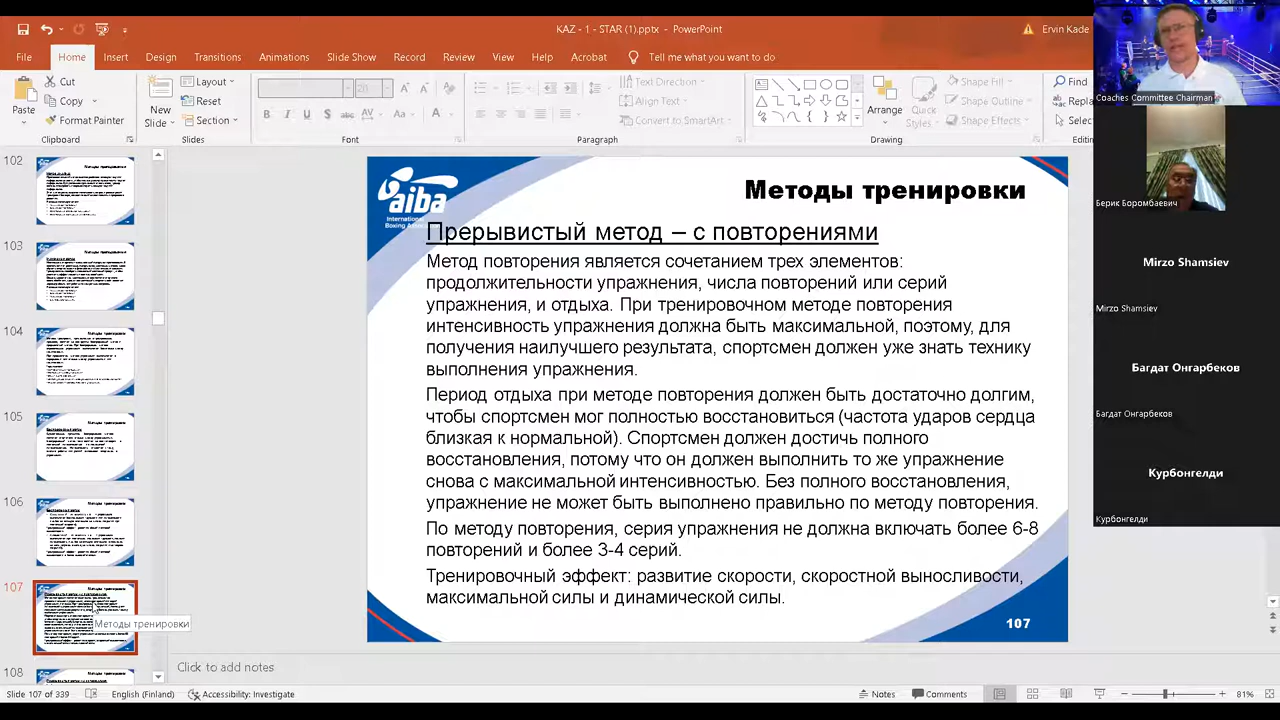 KAZ - 1 - STAR (1).pptx - PowerPoint
Ervin Kade
File Home Insert Design Transitions Animations Slide Show Record Review View Help Acrobat Tell me what you want to do
Paste
Cut
Copy
Format Painter
Clipboard
New
Slide
Layout
Reset
Section
Slides
Font
Text Direction
Align Text
Convert to SmartArt
Paragraph
Arrange
Quick
Styles
Shape Fill
Shape Outline
Shape Effects
Drawing
Find
102
103
104
105
106
107
108
Методы тренировки
aiba
International
Методы тренировки
Прерывистый метод – с повторениями
Метод повторения является сочетанием трех элементов:
продолжительности упражнения, числа повторений или серий
упражнения, и отдыха. При тренировочном методе повторения
интенсивность упражнения должна быть максимальной, поэтому, для
получения наилучшего результата, спортсмен должен уже знать технику
выполнения упражнения.
Период отдыха при методе повторения должен быть достаточно долгим,
чтобы спортсмен мог полностью восстановиться (частота ударов сердца
близкая к нормальной). Спортсмен должен достичь полного
восстановления, потому что он должен выполнить то же упражнение
снова с максимальной интенсивностью. Без полного восстановления,
упражнение не может быть выполнено правильно по методу повторения.
По методу повторения, серия упражнения не должна включать более 6-8
повторений и более 3-4 серий.
Тренировочный эффект: развитие скорости, скоростной выносливости,
максимальной силы и динамической силы.
107
Click to add notes
Slide 107 of 339 English (Finland) Accessibility: Investigate Notes Comments 81%
Coaches Committee Chairman
Берик Боромбаевич
Mirzo Shamsiev
Mirzo Shamsiev
Багдат Онгарбеков
Багдат Онгарбеков
Курбонгелди
Курбонгелди